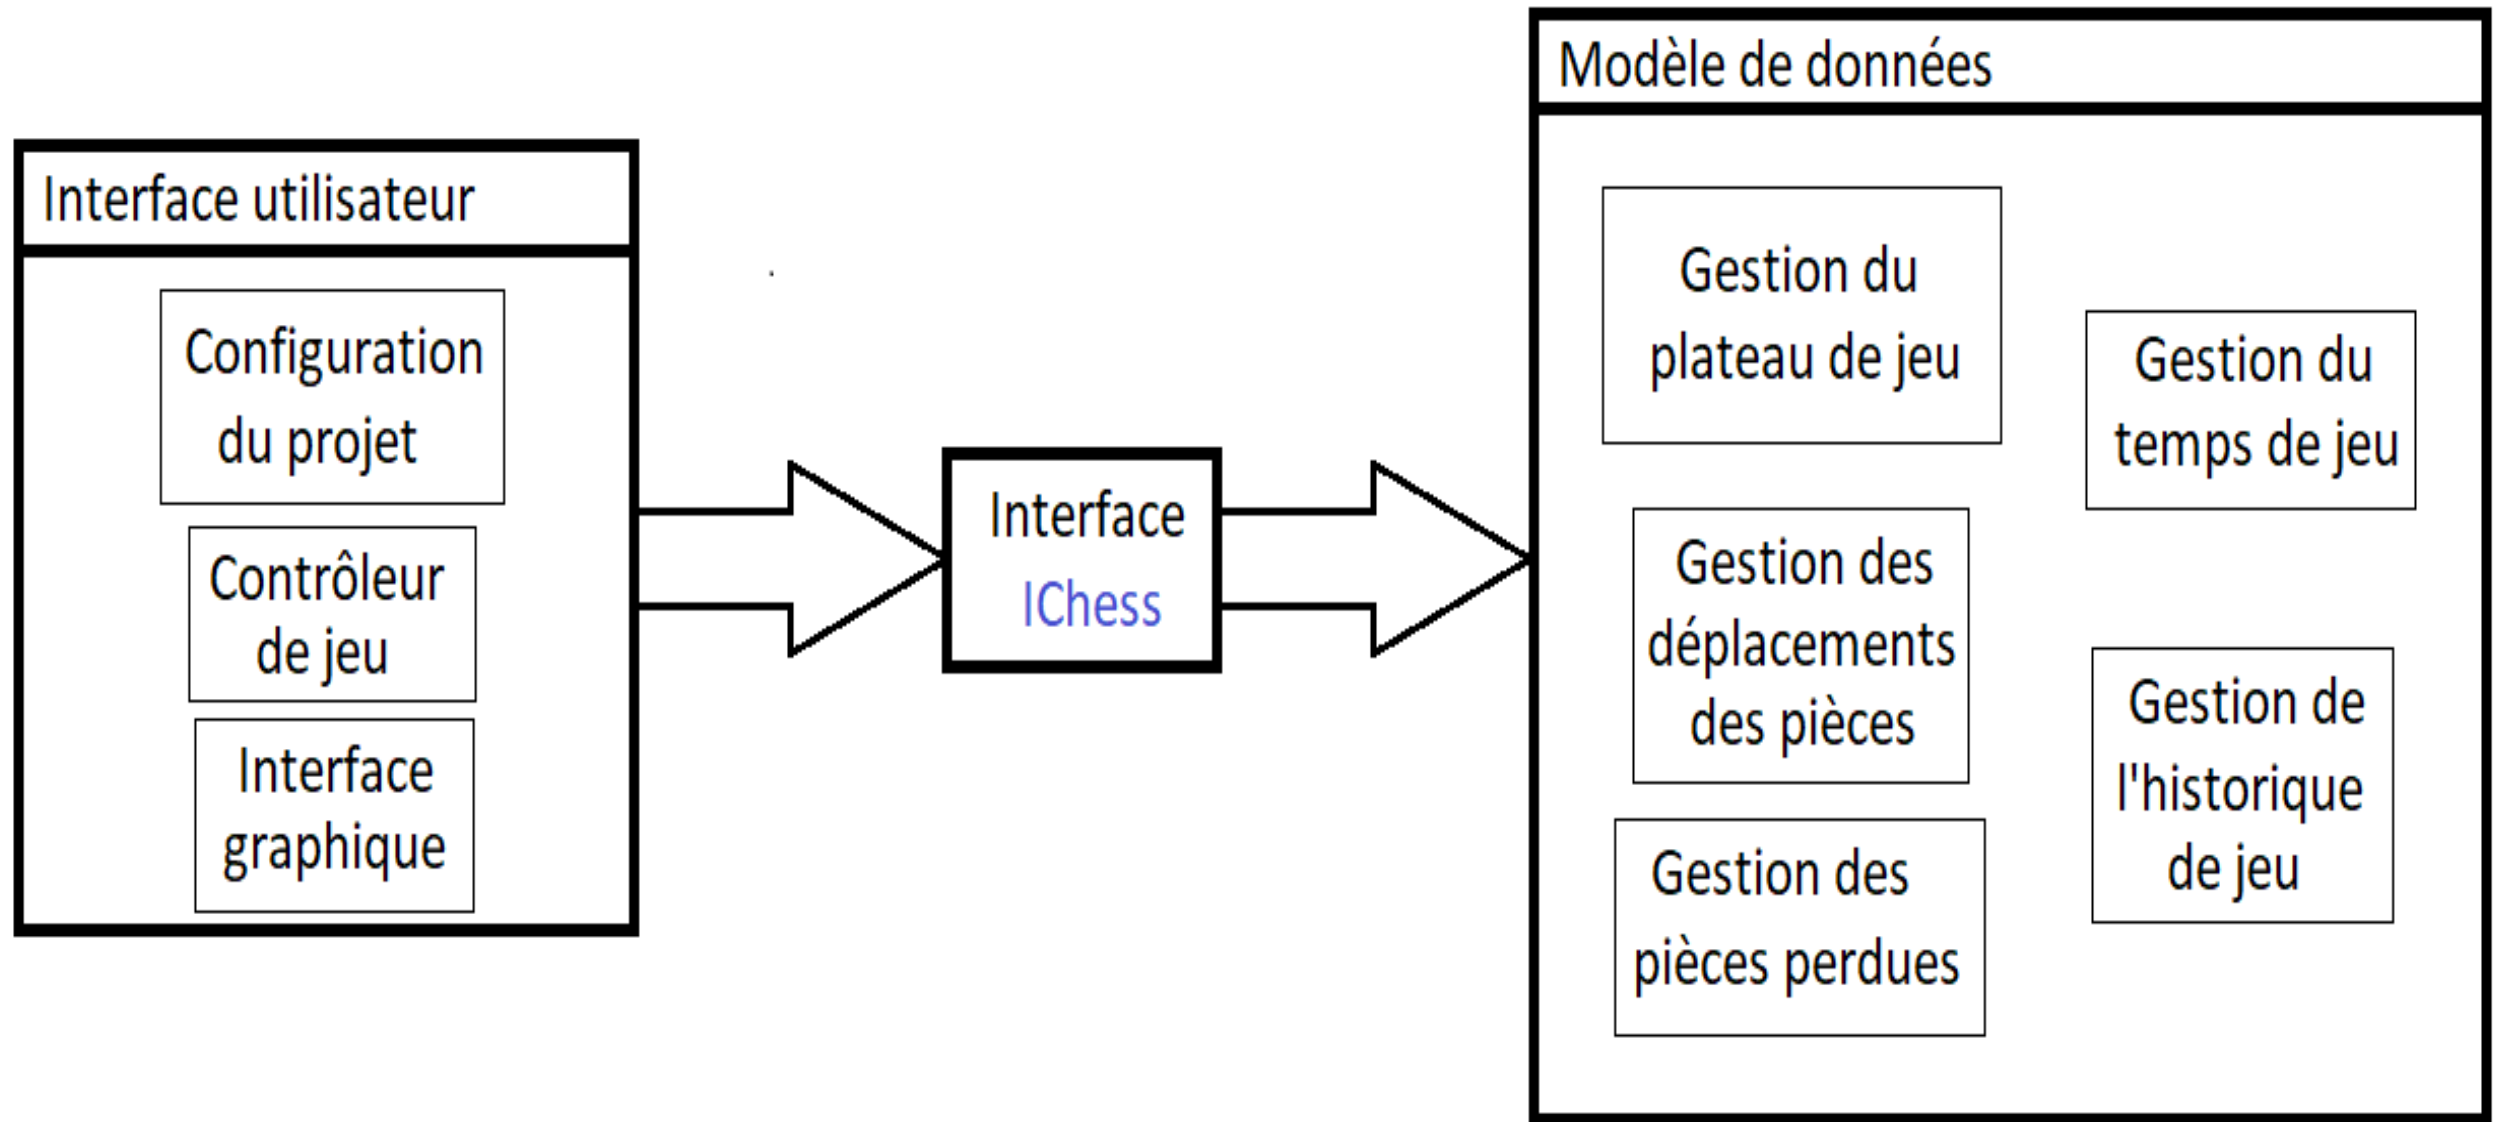 Interface utilisateur
Configuration
du projet
Contrôleur
de jeu
Interface
graphique
Interface
IChess
Modèle de données
Gestion du
plateau de jeu
Gestion des
déplacements
des pièces
Gestion des
pièces perdues
Gestion du
temps de jeu
Gestion de
l'historique
de jeu